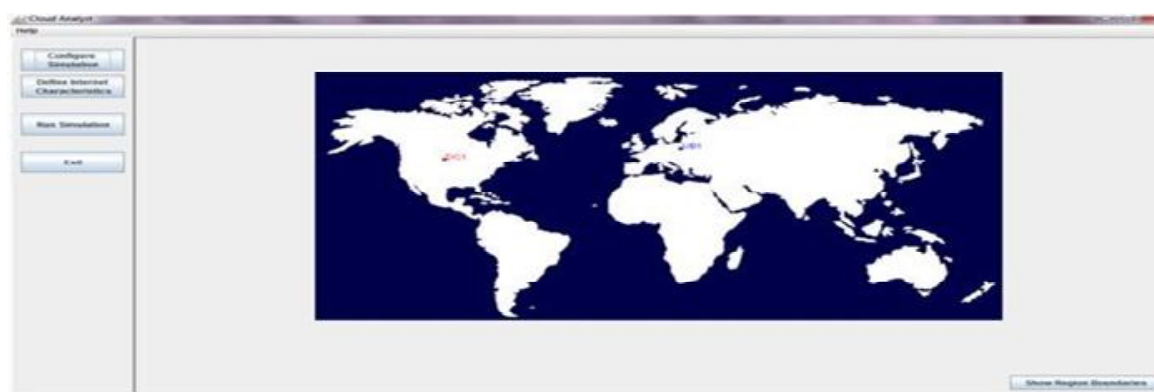 Cloud Analyst
Help
Configure
Simulation
Define Internet
Characteristics
Run Simulation
Exit
DC1
UB1
Show Region Boundaries